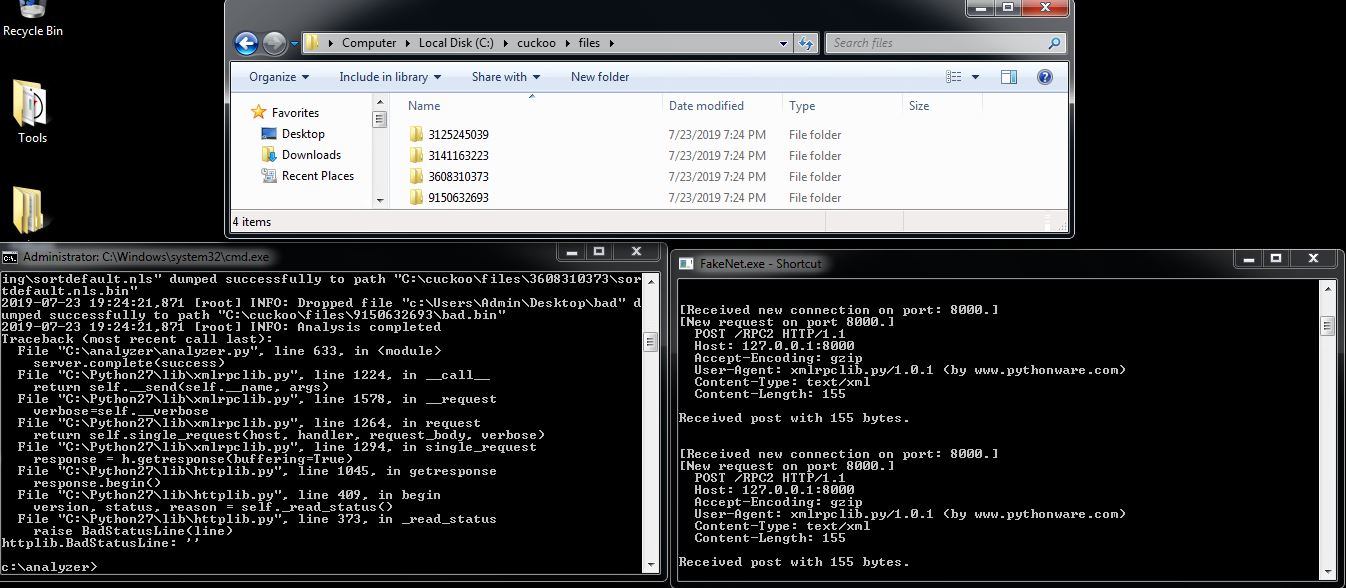 Recycle Bin
Tools
Computer Local Disk (C:) cuckoo files
Search files
Organize Include in library Share with New folder
Favorites
Desktop
Downloads
Recent Places
Name Date modified Type Size
3125245039 7/23/2019 7:24 PM File folder
3141163223 7/23/2019 7:24 PM File folder
3608310373 7/23/2019 7:24 PM File folder
9150632693 7/23/2019 7:24 PM File folder
4 items
Administrator: C:\Windows\system32\cmd.exe
ing\sortdefault.nls" dumped successfully to path "C:\cuckoo\files\3608310373\sor
tdefault.nls.bin"
2019-07-23 19:24:21,871 [root] INFO: Dropped file "c:\Users\Admin\Desktop\bad" d
umped successfully to path "C:\cuckoo\files\9150632693\bad.bin"
2019-07-23 19:24:21,871 [root] INFO: Analysis completed
Traceback (most recent call last):
File "C:\analyzer\analyzer.py", line 633, in <module>
server.complete(success)
File "C:\Python27\lib\xmlrpclib.py", line 1224, in __call__
return self.__send(self.__name, args)
File "C:\Python27\lib\xmlrpclib.py", line 1578, in __request
verbose=self.__verbose
File "C:\Python27\lib\xmlrpclib.py", line 1264, in request
return self.single_request(host, handler, request_body, verbose)
File "C:\Python27\lib\xmlrpclib.py", line 1294, in single_request
response = h.getresponse(buffering=True)
File "C:\Python27\lib\httplib.py", line 1045, in getresponse
response.begin()
File "C:\Python27\lib\httplib.py", line 409, in begin
version, status, reason = self._read_status()
File "C:\Python27\lib\httplib.py", line 373, in _read_status
raise BadStatusLine(line)
httplib.BadStatusLine: ''
c:\analyzer>
FakeNet.exe - Shortcut
[Received new connection on port: 8000.]
[New request on port 8000.]
POST /RPC2 HTTP/1.1
Host: 127.0.0.1:8000
Accept-Encoding: gzip
User-Agent: xmlrpclib.py/1.0.1 (by www.pythonware.com)
Content-Type: text/xml
Content-Length: 155
Received post with 155 bytes.
[Received new connection on port: 8000.]
[New request on port 8000.]
POST /RPC2 HTTP/1.1
Host: 127.0.0.1:8000
Accept-Encoding: gzip
User-Agent: xmlrpclib.py/1.0.1 (by www.pythonware.com)
Content-Type: text/xml
Content-Length: 155
Received post with 155 bytes.